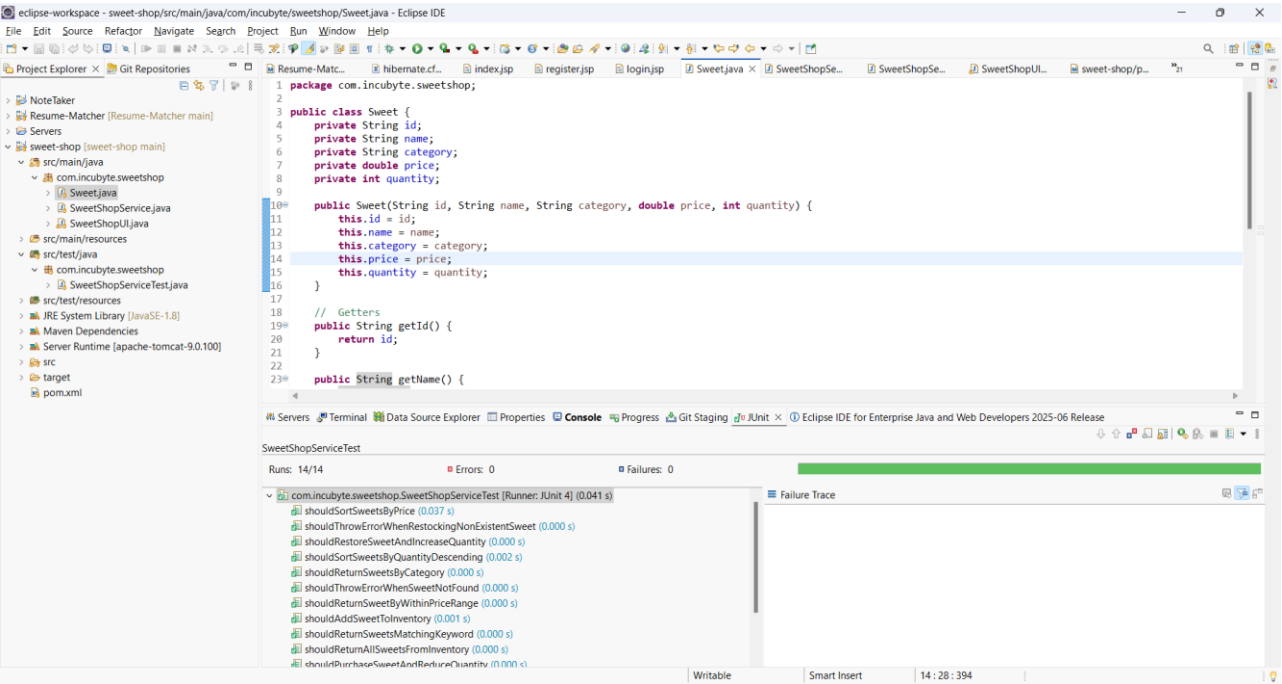 eclipse-workspace - sweet-shop/src/main/java/com/incubyte/sweetshop/Sweet.java - Eclipse IDE
File Edit Source Refactor Navigate Search Project Run Window Help
Project Explorer
Git Repositories
NoteTaker
Resume-Matcher [Resume-Matcher main]
Servers
sweet-shop [sweet-shop main]
src/main/java
com.incubyte.sweetshop
Sweet.java
SweetShopService.java
SweetShopUI.java
src/main/resources
src/test/java
com.incubyte.sweetshop
SweetShopServiceTest.java
src/test/resources
JRE System Library [JavaSE-1.8]
Maven Dependencies
Server Runtime [apache-tomcat-9.0.100]
src
target
pom.xml
Resume-Matc... hibernate.cf... index.jsp register.jsp login.jsp Sweet.java SweetShopSe... SweetShopSe... SweetShopUI... sweet-shop/p... »21
1 package com.incubyte.sweetshop;
2
3 public class Sweet {
4 private String id;
5 private String name;
6 private String category;
7 private double price;
8 private int quantity;
9
10 public Sweet(String id, String name, String category, double price, int quantity) {
11 this.id = id;
12 this.name = name;
13 this.category = category;
14 this.price = price;
15 this.quantity = quantity;
16 }
17
18 // Getters
19 public String getId() {
20 return id;
21 }
22
23 public String getName() {
Servers Terminal Data Source Explorer Properties Console Progress Git Staging JUnit Eclipse IDE for Enterprise Java and Web Developers 2025-06 Release
SweetShopServiceTest
Runs: 14/14 Errors: 0 Failures: 0
com.incubyte.sweetshop.SweetShopServiceTest [Runner: JUnit 4] (0.041 s)
shouldSortSweetsByPrice (0.037 s)
shouldThrowErrorWhenRestockingNonExistentSweet (0.000 s)
shouldRestoreSweetAndIncreaseQuantity (0.000 s)
shouldSortSweetsByQuantityDescending (0.002 s)
shouldReturnSweetsByCategory (0.000 s)
shouldThrowErrorWhenSweetNotFound (0.000 s)
shouldReturnSweetByWithinPriceRange (0.000 s)
shouldAddSweetToInventory (0.001 s)
shouldReturnSweetsMatchingKeyword (0.000 s)
shouldReturnAllSweetsFromInventory (0.000 s)
shouldPurchaseSweetAndReduceQuantity (0.000 s)
Failure Trace
Writable Smart Insert 14 : 28 : 394